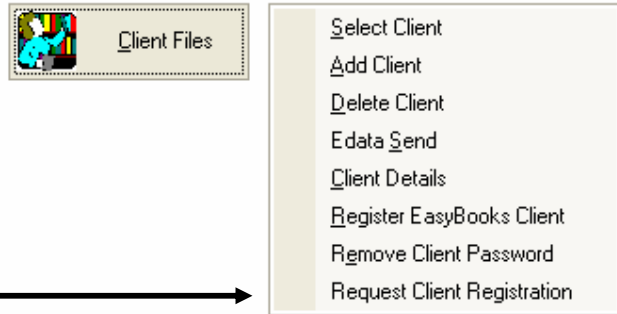 Client Files
Select Client
Add Client
Delete Client
Edata Send
Client Details
Register EasyBooks Client
Remove Client Password
Request Client Registration